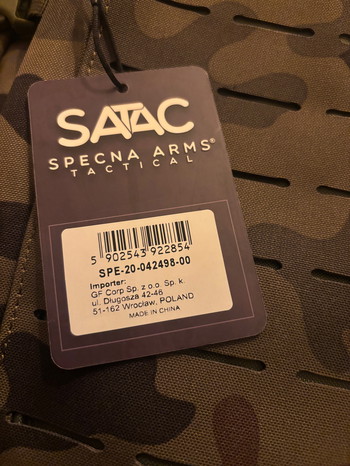 SATAC
SPECNA ARMS®
TACTICAL
5 902543 922854
SPE-20-042498-00
Importer:
GF Corp Sp. z o.o. Sp. k.
ul. Długosza 42-46
51-162 Wrocław, POLAND
MADE IN CHINA